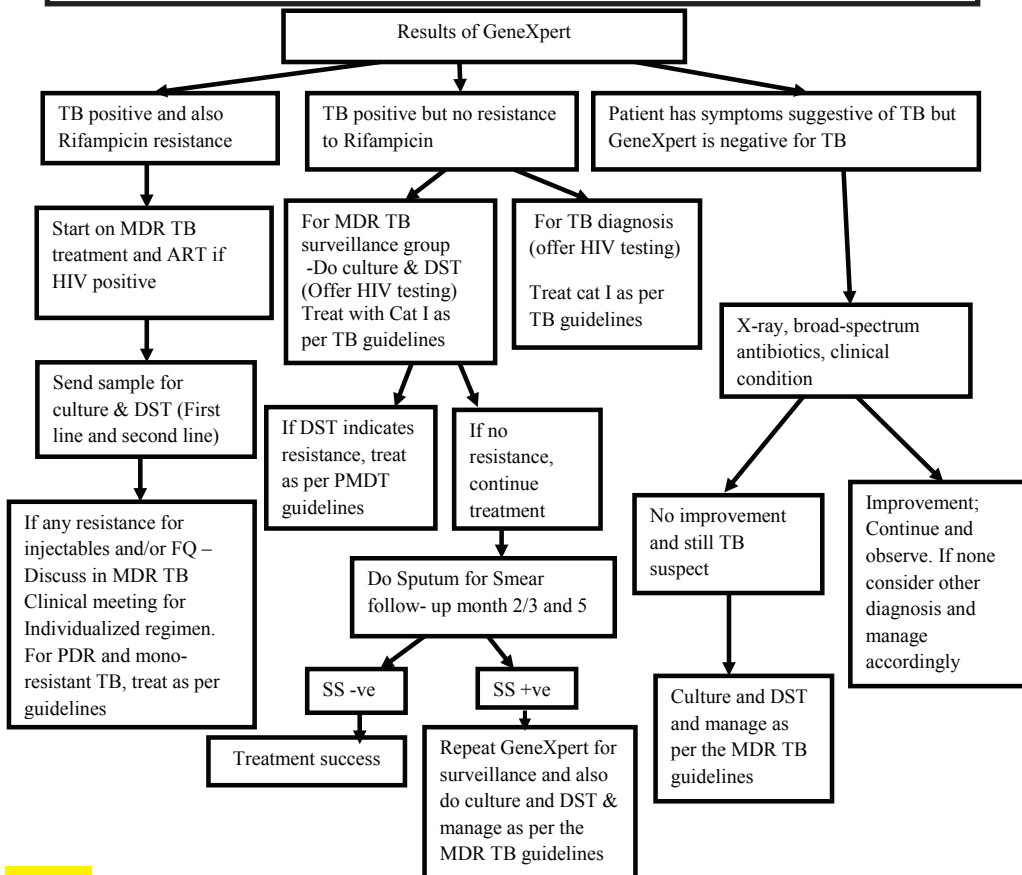 Results of GeneXpert
TB positive and also
Rifampicin resistance
TB positive but no resistance
to Rifampicin
Patient has symptoms suggestive of TB but
GeneXpert is negative for TB
Start on MDR TB
treatment and ART if
HIV positive
For MDR TB
surveillance group
-Do culture & DST
(Offer HIV testing)
Treat with Cat I as
per TB guidelines
For TB diagnosis
(offer HIV testing)
Treat cat I as per
TB guidelines
X-ray, broad-spectrum
antibiotics, clinical
condition
Send sample for
culture & DST (First
line and second line)
If DST indicates
resistance, treat
as per PMDT
guidelines
If no
resistance,
continue
treatment
No improvement
and still TB
suspect
Improvement;
Continue and
observe. If none
consider other
diagnosis and
manage
accordingly
If any resistance for
injectables and/or FQ –
Discuss in MDR TB
Clinical meeting for
Individualized regimen.
For PDR and mono-
resistant TB, treat as per
guidelines
Do Sputum for Smear
follow- up month 2/3 and 5
SS -ve
SS +ve
Treatment success
Repeat GeneXpert for
surveillance and also
do culture and DST &
manage as per the
MDR TB guidelines
Culture and DST
and manage as
per the MDR TB
guidelines